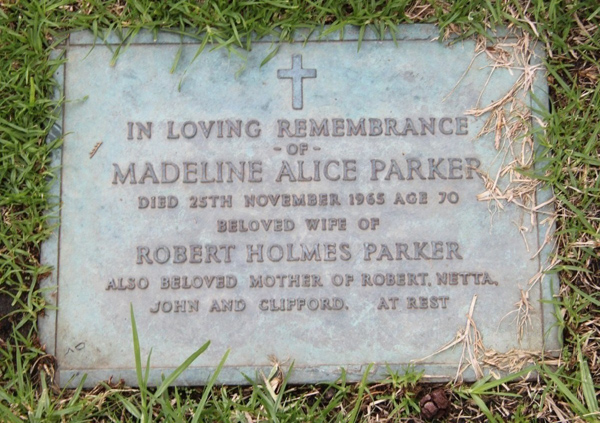 IN LOVING REMEMBRANCE
- OF -
MADELINE ALICE PARKER
DIED 25TH NOVEMBER 1965 AGE 70
BELOVED WIFE OF
ROBERT HOLMES PARKER
ALSO BELOVED MOTHER OF ROBERT, NETTA,
JOHN AND CLIFFORD. AT REST